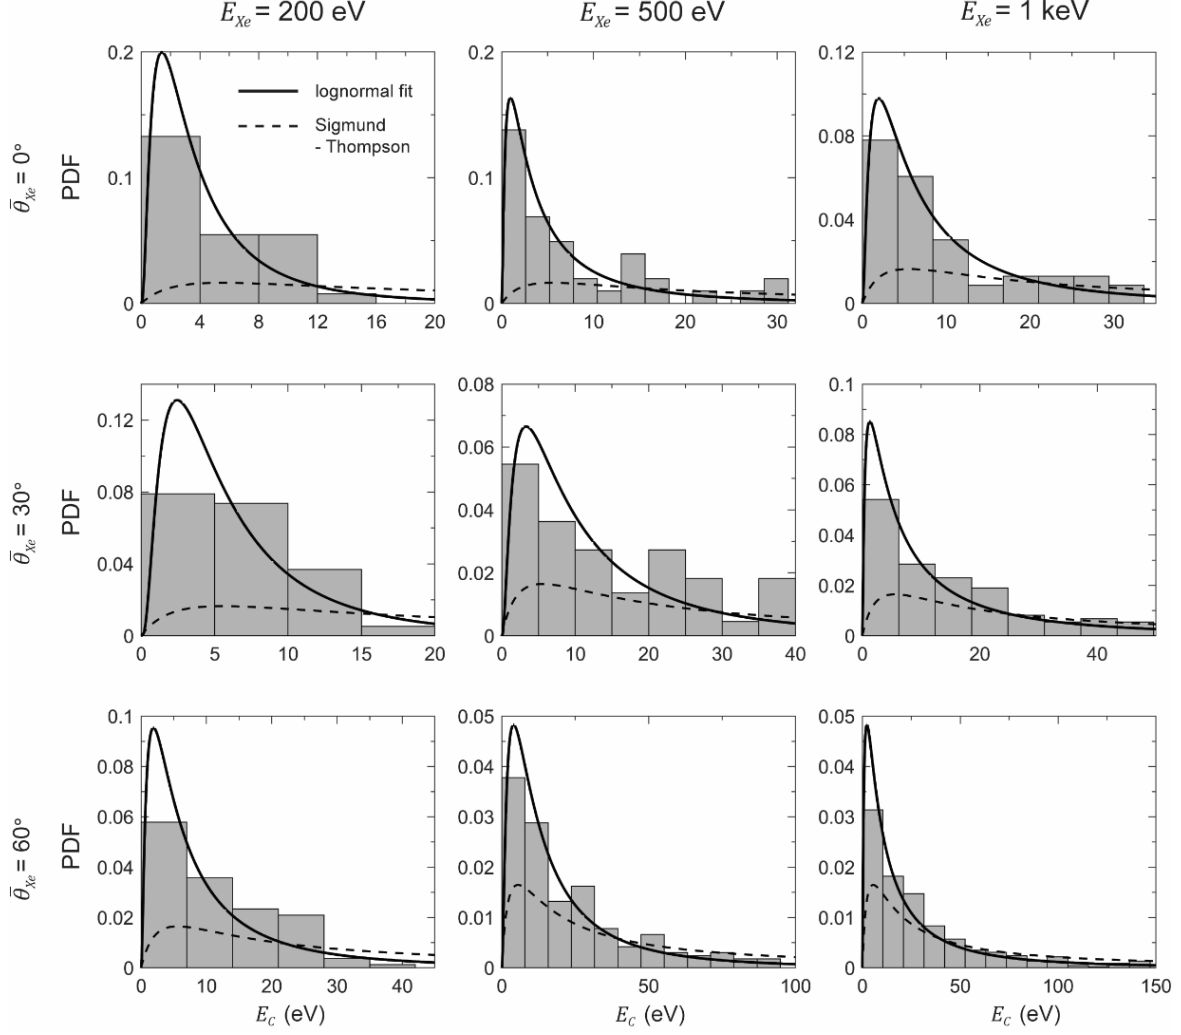 E_Xe = 200 eV E_Xe = 500 eV E_Xe = 1 keV
θ̄_Xe = 0°
PDF
0.2
0.1
0
0 4 8 12 16 20
lognormal fit
Sigmund
- Thompson
0.2
0.1
0
0 10 20 30
0.12
0.08
0.04
0
0 10 20 30
θ̄_Xe = 30°
PDF
0.12
0.08
0.04
0
0 5 10 15 20
0.08
0.06
0.04
0.02
0
0 10 20 30 40
0.1
0.08
0.06
0.04
0.02
0
0 20 40
θ̄_Xe = 60°
PDF
0.1
0.08
0.06
0.04
0.02
0
0 10 20 30 40
E_C (eV)
0.05
0.04
0.03
0.02
0.01
0
0 50 100
E_C (eV)
0.05
0.04
0.03
0.02
0.01
0
0 50 100 150
E_C (eV)